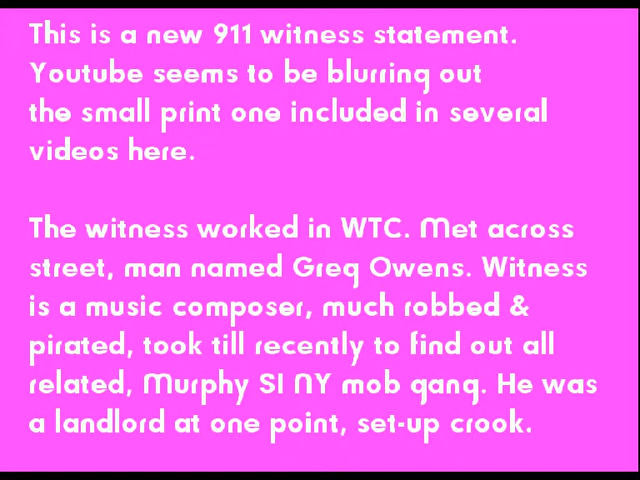 This is a new 911 witness statement.
Youtube seems to be blurring out
the small print one included in several
videos here.
The witness worked in WTC. Met across
street, man named Greg Owens. Witness
is a music composer, much robbed &
pirated, took till recently to find out all
related, Murphy SI NY mob gang. He was
a landlord at one point, set-up crook.